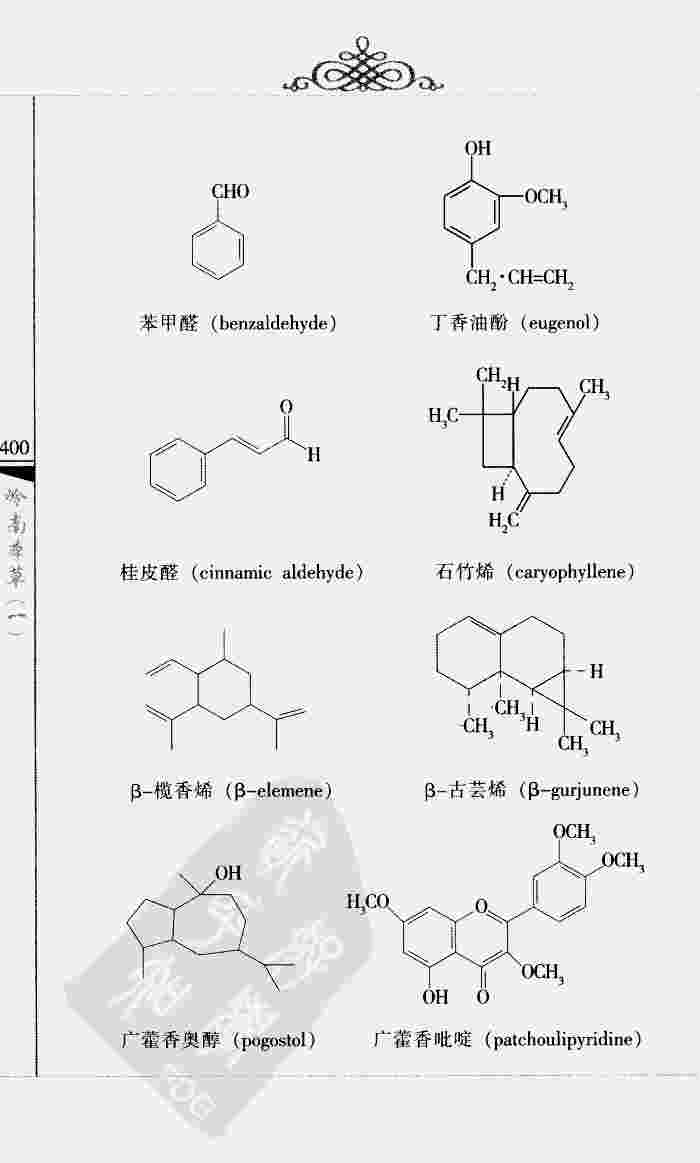 CHO
OH
OCH3
CH2·CH=CH2
苯甲醛（benzaldehyde）
丁香油酚（eugenol）
O
H
CH2H
CH3
H3C
H
H2C
400
岭南本草（一）
桂皮醛（cinnamic aldehyde）
石竹烯（caryophyllene）
H
CH3
CH3
H
CH3
CH3
β-榄香烯（β-elemene）
β-古芸烯（β-gurjunene）
OH
OCH3
OCH3
H3CO
O
OCH3
OH
O
广藿香奥醇（pogostol）
广藿香吡啶（patchoulipyridine）